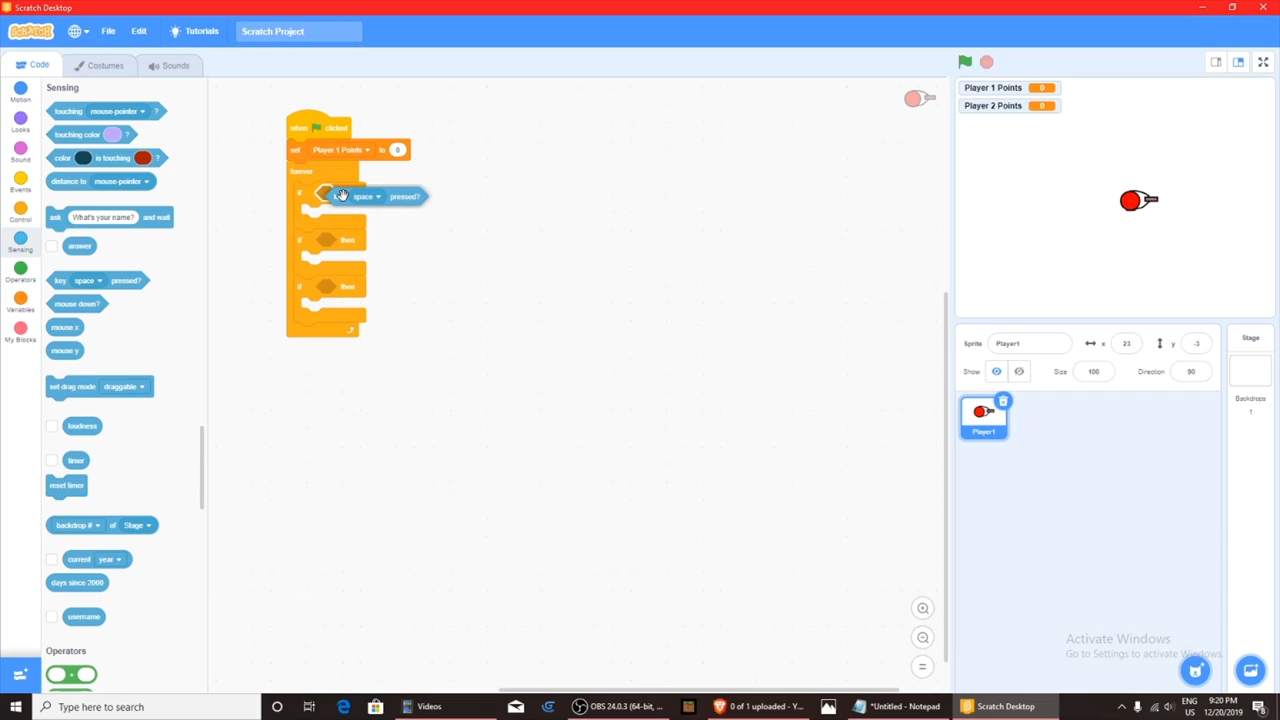 Scratch Desktop
SCRATCH File Edit Tutorials Scratch Project
Code Costumes Sounds
Motion
Looks
Sound
Events
Control
Sensing
Operators
Variables
My Blocks
Sensing
touching mouse-pointer ?
touching color ?
color is touching ?
distance to mouse-pointer
ask What's your name? and wait
answer
key space pressed?
mouse down?
mouse x
mouse y
set drag mode draggable
loudness
timer
reset timer
backdrop # of Stage
current year
days since 2000
username
Operators
+
when clicked
set Player 1 Points to 0
forever
if space pressed?
if then
if then
Player 1 Points 0
Player 2 Points 0
Sprite Player1 x 23 y -3
Show Size 100 Direction 90
Player1
Stage
Backdrops
1
Activate Windows
Go to Settings to activate Windows.
Type here to search
Videos
OBS 24.0.3 (64-bit, ...
0 of 1 uploaded - Y...
*Untitled - Notepad
Scratch Desktop
ENG
US
9:20 PM
12/20/2019